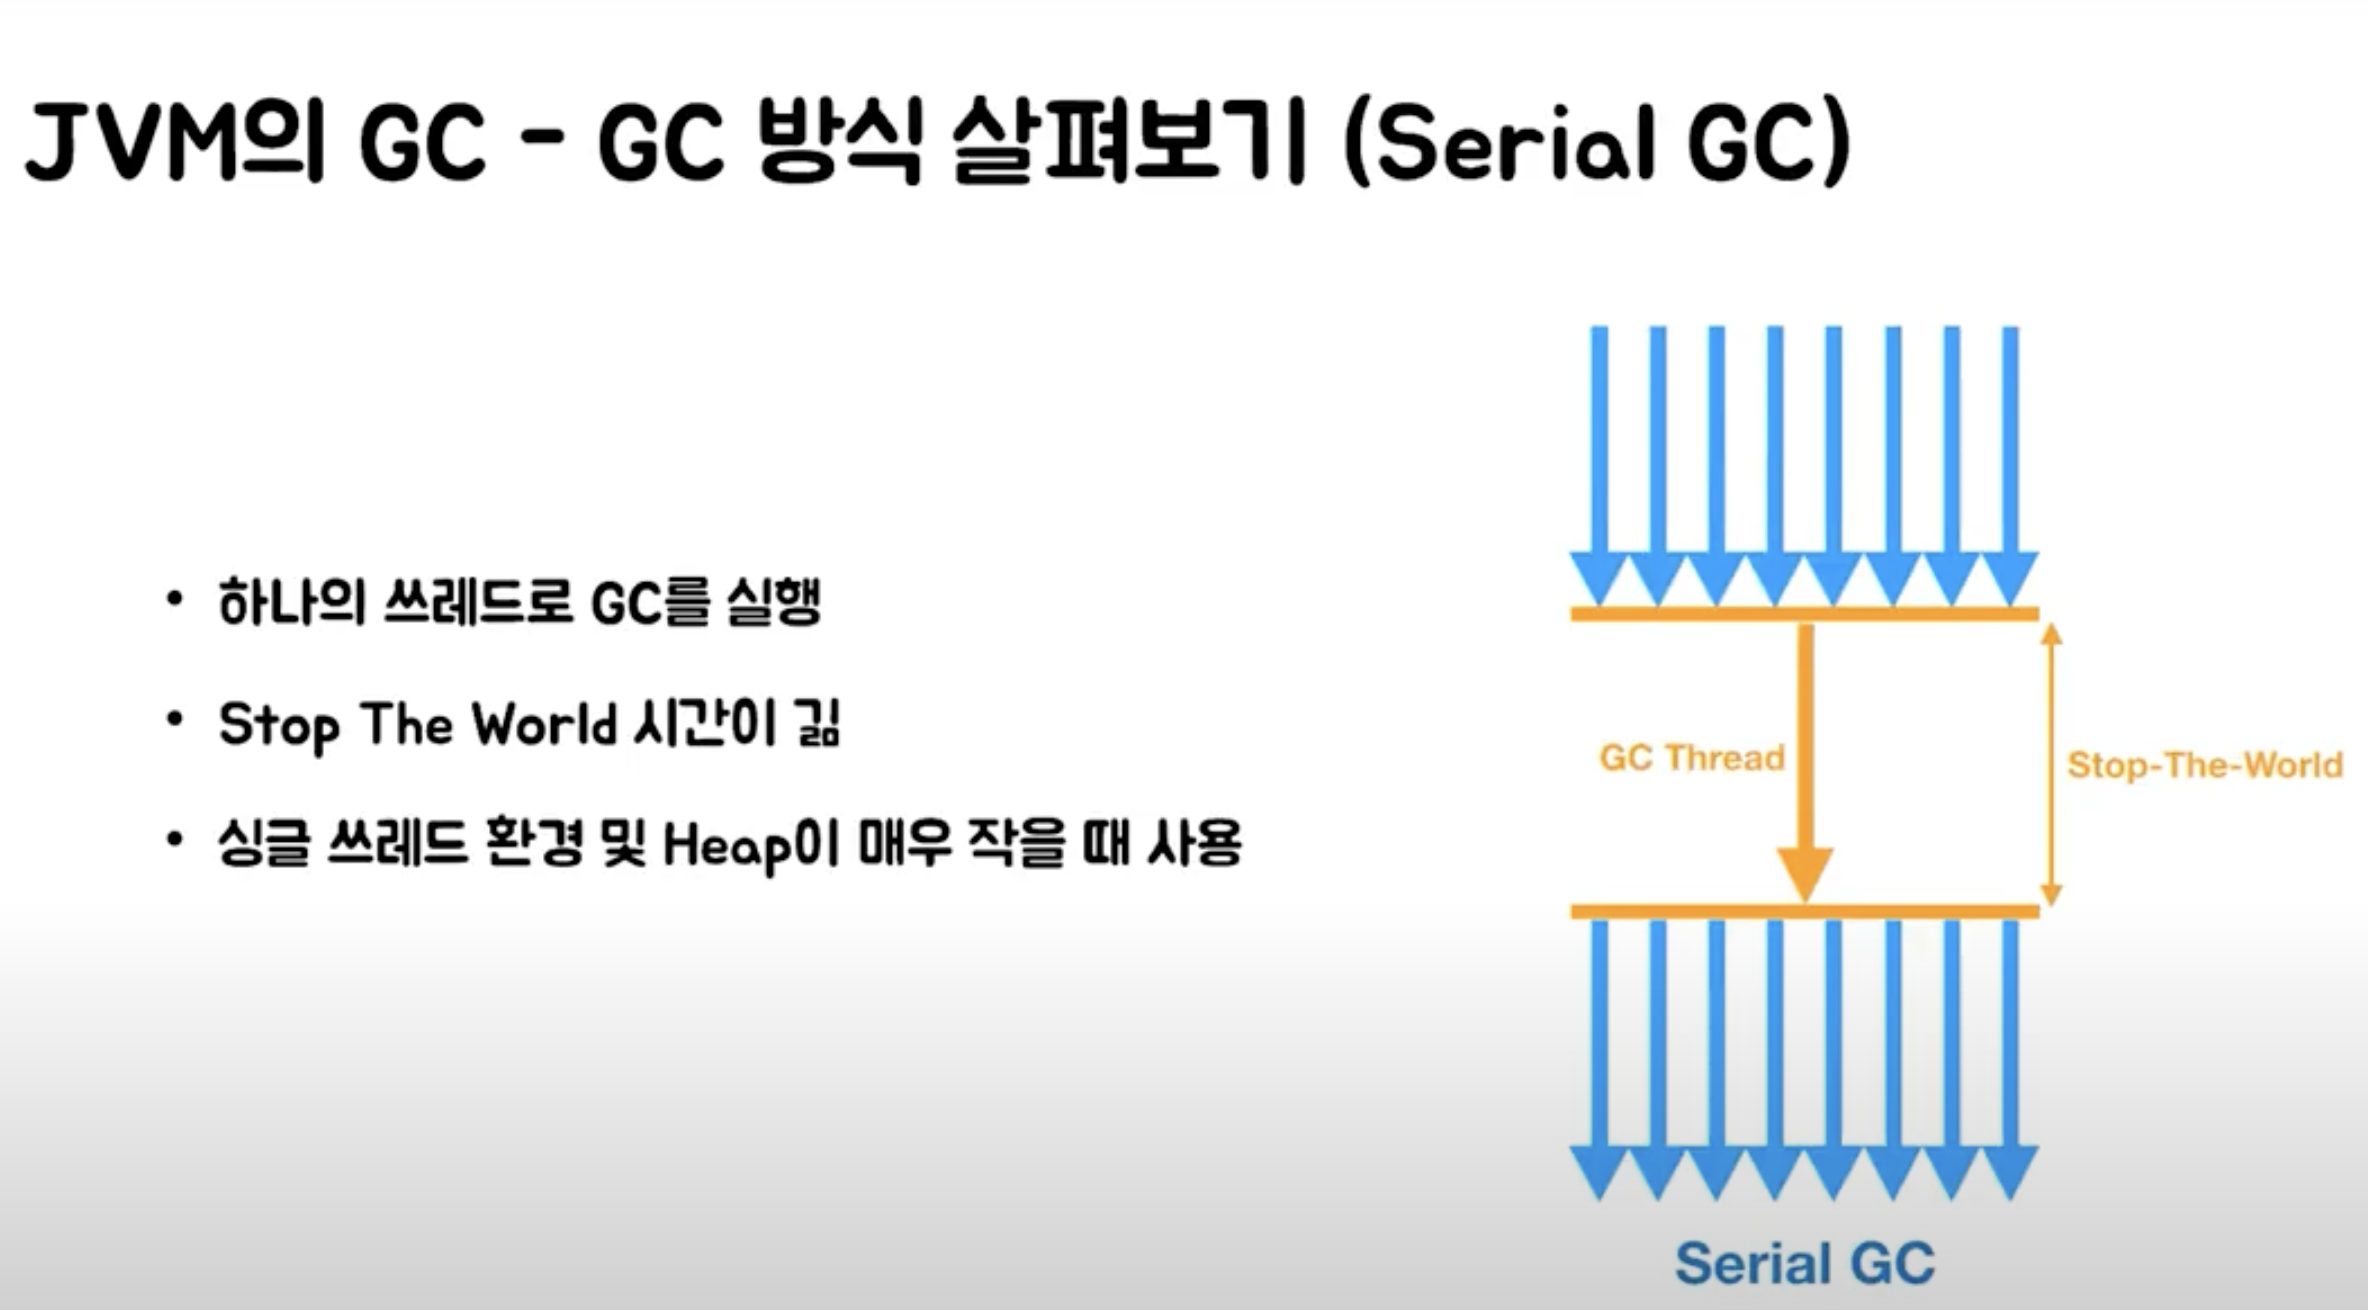 JVM의 GC - GC 방식 살펴보기 (Serial GC)
• 하나의 쓰레드로 GC를 실행
• Stop The World 시간이 긺
• 싱글 쓰레드 환경 및 Heap이 매우 작을 때 사용
GC Thread
Stop-The-World
Serial GC